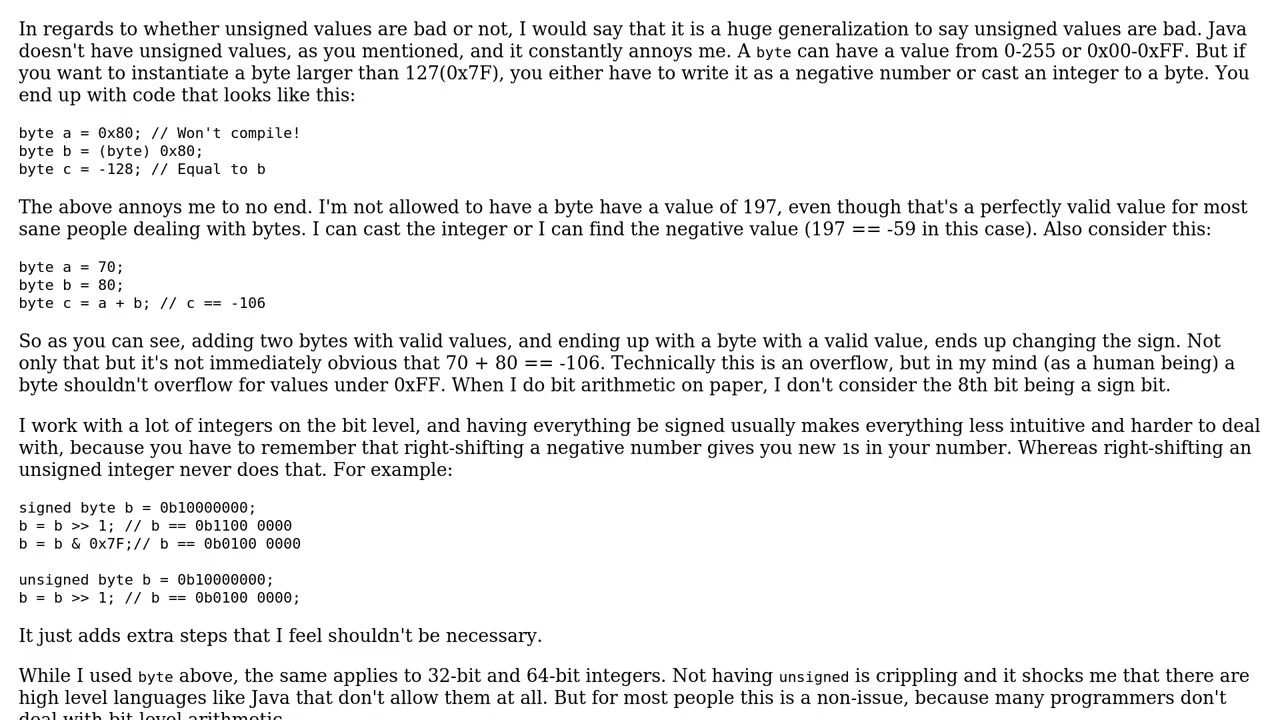 In regards to whether unsigned values are bad or not, I would say that it is a huge generalization to say unsigned values are bad. Java
doesn't have unsigned values, as you mentioned, and it constantly annoys me. A byte can have a value from 0-255 or 0x00-0xFF. But if
you want to instantiate a byte larger than 127(0x7F), you either have to write it as a negative number or cast an integer to a byte. You
end up with code that looks like this:
byte a = 0x80; // Won't compile!
byte b = (byte) 0x80;
byte c = -128; // Equal to b
The above annoys me to no end. I'm not allowed to have a byte have a value of 197, even though that's a perfectly valid value for most
sane people dealing with bytes. I can cast the integer or I can find the negative value (197 == -59 in this case). Also consider this:
byte a = 70;
byte b = 80;
byte c = a + b; // c == -106
So as you can see, adding two bytes with valid values, and ending up with a byte with a valid value, ends up changing the sign. Not
only that but it's not immediately obvious that 70 + 80 == -106. Technically this is an overflow, but in my mind (as a human being) a
byte shouldn't overflow for values under 0xFF. When I do bit arithmetic on paper, I don't consider the 8th bit being a sign bit.
I work with a lot of integers on the bit level, and having everything be signed usually makes everything less intuitive and harder to deal
with, because you have to remember that right-shifting a negative number gives you new 1s in your number. Whereas right-shifting an
unsigned integer never does that. For example:
signed byte b = 0b10000000;
b = b >> 1; // b == 0b1100 0000
b = b & 0x7F;// b == 0b0100 0000
unsigned byte b = 0b10000000;
b = b >> 1; // b == 0b0100 0000;
It just adds extra steps that I feel shouldn't be necessary.
While I used byte above, the same applies to 32-bit and 64-bit integers. Not having unsigned is crippling and it shocks me that there are
high level languages like Java that don't allow them at all. But for most people this is a non-issue, because many programmers don't
deal with bit-level arithmetic.